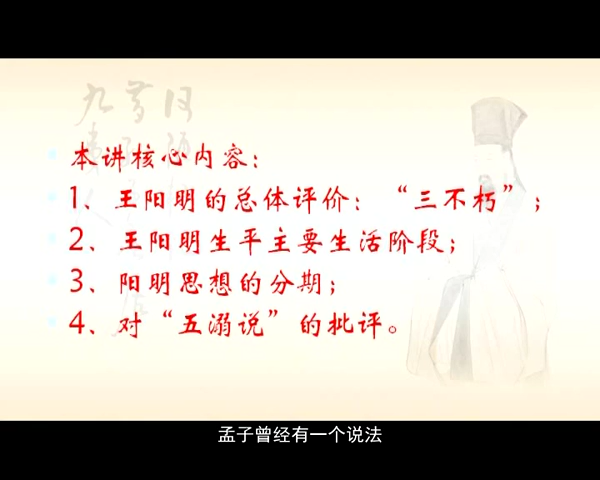 本讲核心内容：
1、王阳明的总体评价：“三不朽”；
2、王阳明生平主要生活阶段；
3、阳明思想的分期；
4、对“五溺说”的批评。
孟子曾经有一个说法